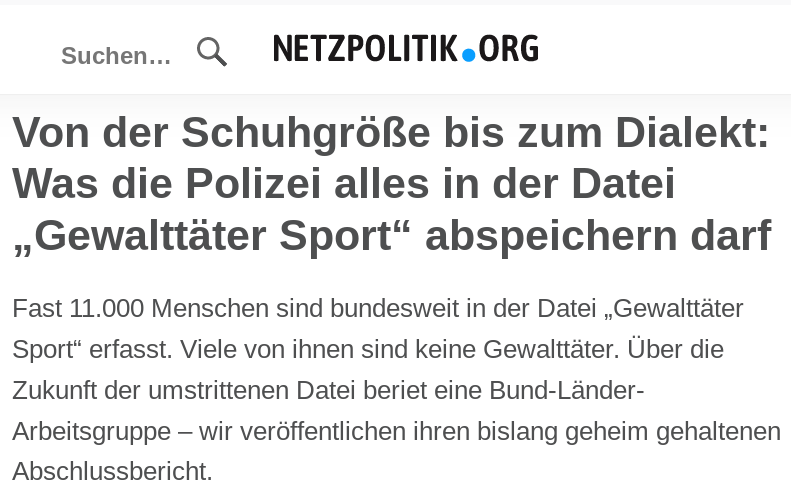 Suchen...
NETZPOLITIK.ORG
Von der Schuhgröße bis zum Dialekt:
Was die Polizei alles in der Datei
„Gewalttäter Sport“ abspeichern darf
Fast 11.000 Menschen sind bundesweit in der Datei „Gewalttäter
Sport“ erfasst. Viele von ihnen sind keine Gewalttäter. Über die
Zukunft der umstrittenen Datei beriet eine Bund-Länder-
Arbeitsgruppe – wir veröffentlichen ihren bislang geheim gehaltenen
Abschlussbericht.